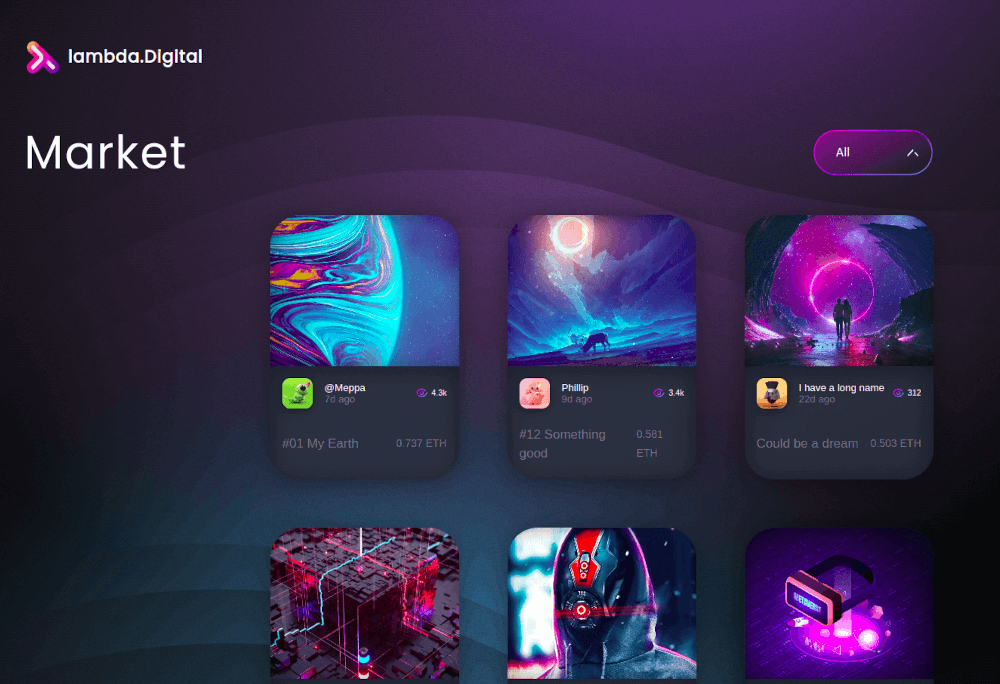 lambda.Digital
Market
All
@Meppa
7d ago
4.3k
#01 My Earth
0.737 ETH
Phillip
9d ago
3.4k
#12 Something
good
0.581
ETH
I have a long name
22d ago
312
Could be a dream
0.503 ETH